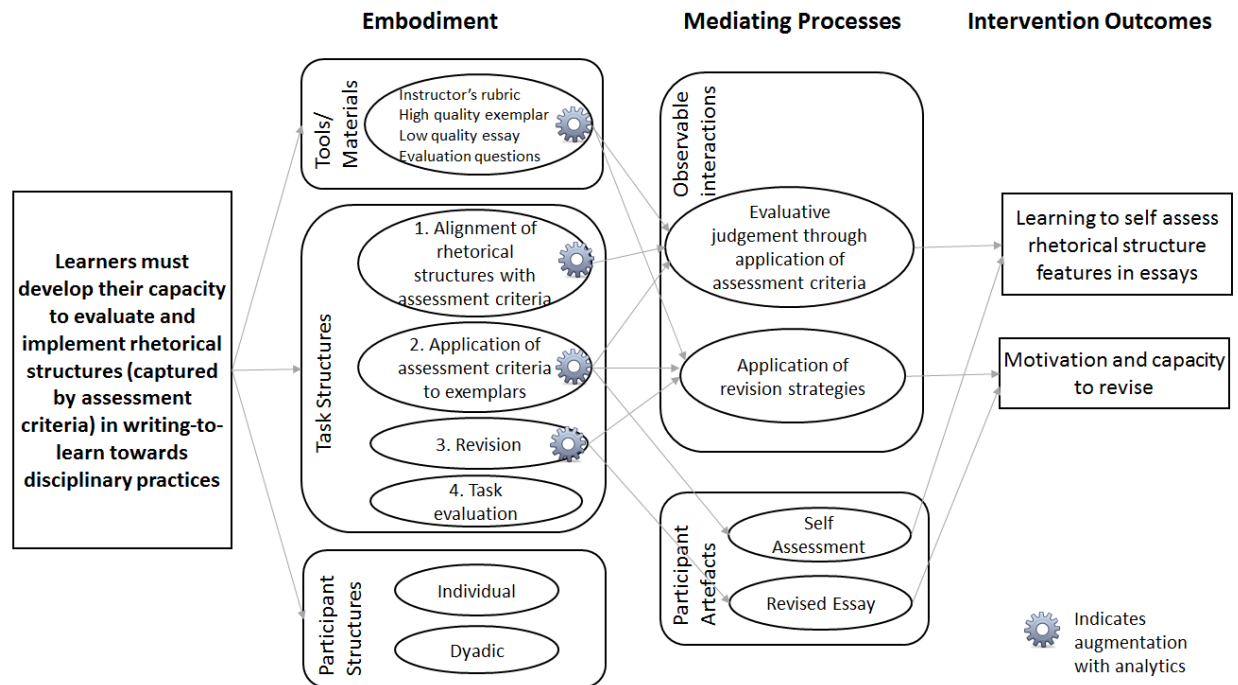 Embodiment
Mediating Processes
Intervention Outcomes
Learners must
develop their capacity
to evaluate and
implement rhetorical
structures (captured
by assessment
criteria) in writing-to-
learn towards
disciplinary practices
Tools/
Materials
Instructor's rubric
High quality exemplar
Low quality essay
Evaluation questions
Task Structures
1. Alignment of
rhetorical
structures with
assessment criteria
2. Application of
assessment criteria
to exemplars
3. Revision
4. Task
evaluation
Participant
Structures
Individual
Dyadic
Observable
interactions
Evaluative
judgement through
application of
assessment criteria
Application of
revision strategies
Participant
Artefacts
Self
Assessment
Revised Essay
Learning to self assess
rhetorical structure
features in essays
Motivation and capacity
to revise
Indicates
augmentation
with analytics